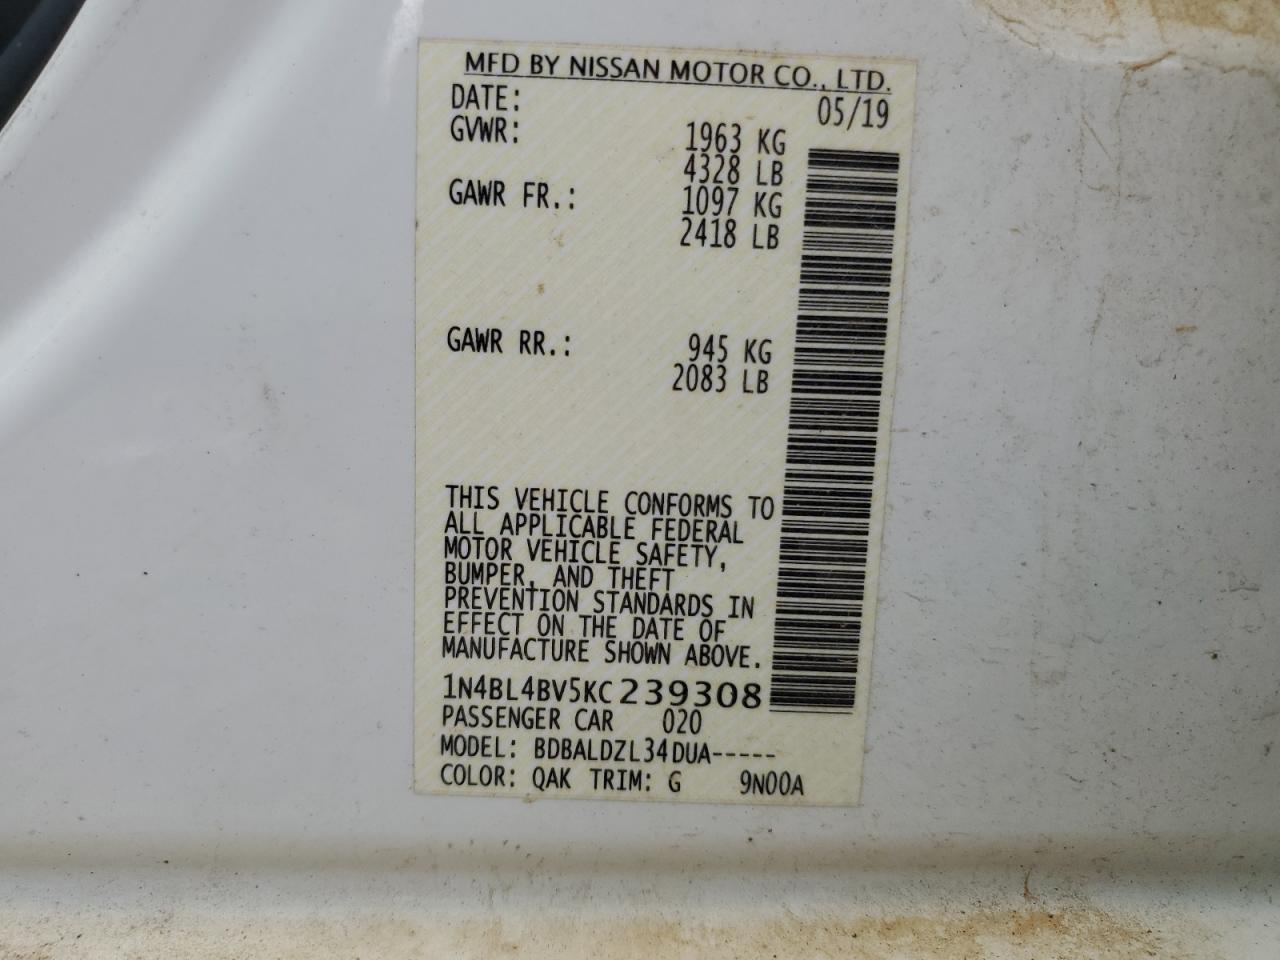 MFD BY NISSAN MOTOR CO., LTD.
DATE: 05/19
GVWR: 1963 KG
4328 LB
GAWR FR.: 1097 KG
2418 LB
GAWR RR.: 945 KG
2083 LB
THIS VEHICLE CONFORMS TO
ALL APPLICABLE FEDERAL
MOTOR VEHICLE SAFETY,
BUMPER, AND THEFT
PREVENTION STANDARDS IN
EFFECT ON THE DATE OF
MANUFACTURE SHOWN ABOVE.
1N4BL4BV5KC239308
PASSENGER CAR 020
MODEL: BDBALDZL34DUA-----
COLOR: QAK TRIM: G 9N00A